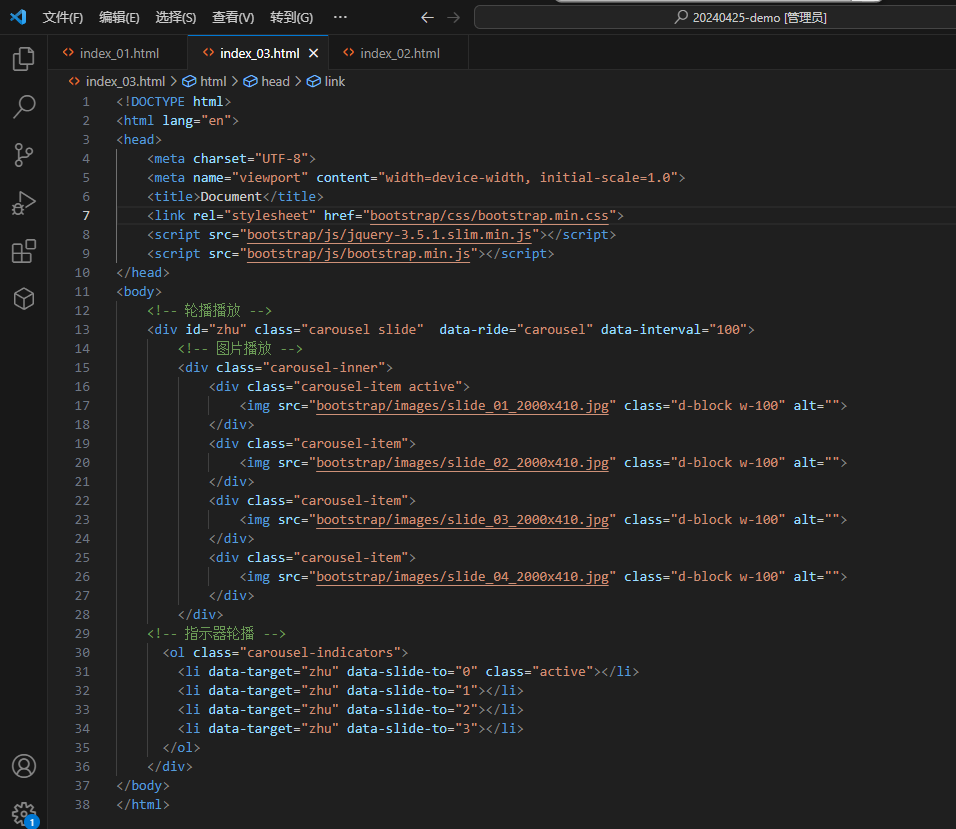 文件(F) 编辑(E) 选择(S) 查看(V) 转到(G) ··· 20240425-demo [管理员]
index_01.html index_03.html index_02.html
index_03.html > html > head > link
1 <!DOCTYPE html>
2 <html lang="en">
3 <head>
4 <meta charset="UTF-8">
5 <meta name="viewport" content="width=device-width, initial-scale=1.0">
6 <title>Document</title>
7 <link rel="stylesheet" href="bootstrap/css/bootstrap.min.css">
8 <script src="bootstrap/js/jquery-3.5.1.slim.min.js"></script>
9 <script src="bootstrap/js/bootstrap.min.js"></script>
10 </head>
11 <body>
12 <!-- 轮播播放 -->
13 <div id="zhu" class="carousel slide"  data-ride="carousel" data-interval="100">
14 <!-- 图片播放 -->
15 <div class="carousel-inner">
16 <div class="carousel-item active">
17 <img src="bootstrap/images/slide_01_2000x410.jpg" class="d-block w-100" alt="">
18 </div>
19 <div class="carousel-item">
20 <img src="bootstrap/images/slide_02_2000x410.jpg" class="d-block w-100" alt="">
21 </div>
22 <div class="carousel-item">
23 <img src="bootstrap/images/slide_03_2000x410.jpg" class="d-block w-100" alt="">
24 </div>
25 <div class="carousel-item">
26 <img src="bootstrap/images/slide_04_2000x410.jpg" class="d-block w-100" alt="">
27 </div>
28 </div>
29 <!-- 指示器轮播 -->
30 <ol class="carousel-indicators">
31 <li data-target="zhu" data-slide-to="0" class="active"></li>
32 <li data-target="zhu" data-slide-to="1"></li>
33 <li data-target="zhu" data-slide-to="2"></li>
34 <li data-target="zhu" data-slide-to="3"></li>
35 </ol>
36 </div>
37 </body>
38 </html>
1